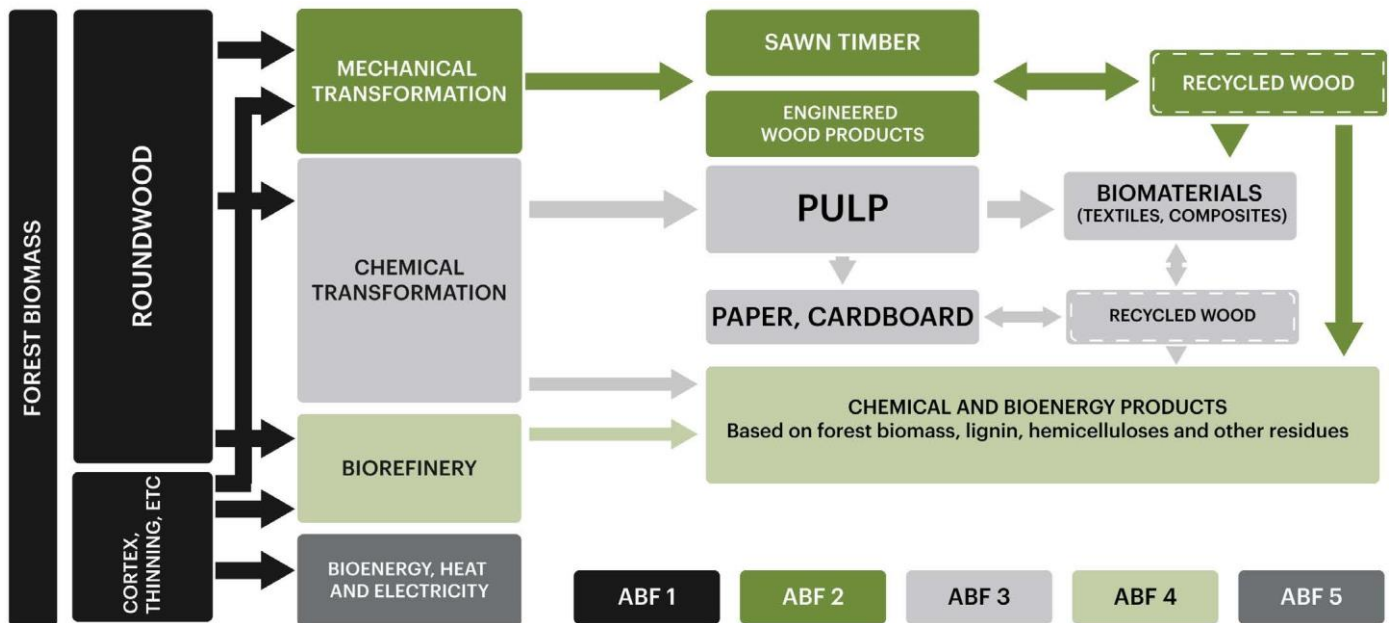 FOREST BIOMASS
ROUNDWOOD
CORTEX,
THINNING, ETC
MECHANICAL
TRANSFORMATION
CHEMICAL
TRANSFORMATION
BIOREFINERY
BIOENERGY, HEAT
AND ELECTRICITY
SAWN TIMBER
ENGINEERED
WOOD PRODUCTS
RECYCLED WOOD
PULP
BIOMATERIALS
(TEXTILES, COMPOSITES)
PAPER, CARDBOARD
RECYCLED WOOD
CHEMICAL AND BIOENERGY PRODUCTS
Based on forest biomass, lignin, hemicelluloses and other residues
ABF 1
ABF 2
ABF 3
ABF 4
ABF 5